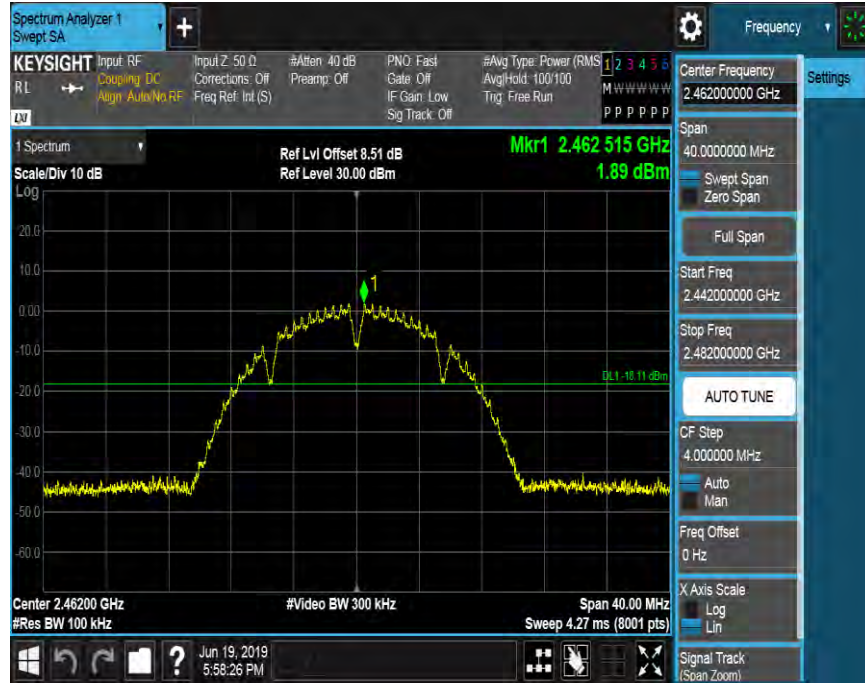 Spectrum Analyzer 1
Swept SA
+
Frequency
KEYSIGHT
RL
LXI
Input: RF
Coupling: DC
Align: Auto/No RF
Input Z: 50 Ω
Corrections: Off
Freq Ref: Int (S)
#Atten: 40 dB
Preamp: Off
PNO: Fast
Gate: Off
IF Gain: Low
Sig Track: Off
#Avg Type: Power (RMS
Avg|Hold: 100/100
Trig: Free Run
1 2 3 4 5 6
M W W W W W
P P P P P P
1 Spectrum
Scale/Div 10 dB
Ref Lvl Offset 8.51 dB
Ref Level 30.00 dBm
Mkr1 2.462 515 GHz
1.89 dBm
Log
20.0
10.0
0.00
-10.0
-20.0
-30.0
-40.0
-50.0
-60.0
1
DL1 -18.11 dBm
Center 2.46200 GHz
#Res BW 100 kHz
#Video BW 300 kHz
Span 40.00 MHz
Sweep 4.27 ms (8001 pts)
?
Jun 19, 2019
5:58:26 PM
Center Frequency
2.462000000 GHz
Settings
Span
40.0000000 MHz
Swept Span
Zero Span
Full Span
Start Freq
2.442000000 GHz
Stop Freq
2.482000000 GHz
AUTO TUNE
CF Step
4.000000 MHz
Auto
Man
Freq Offset
0 Hz
X Axis Scale
Log
Lin
Signal Track
(Span Zoom)